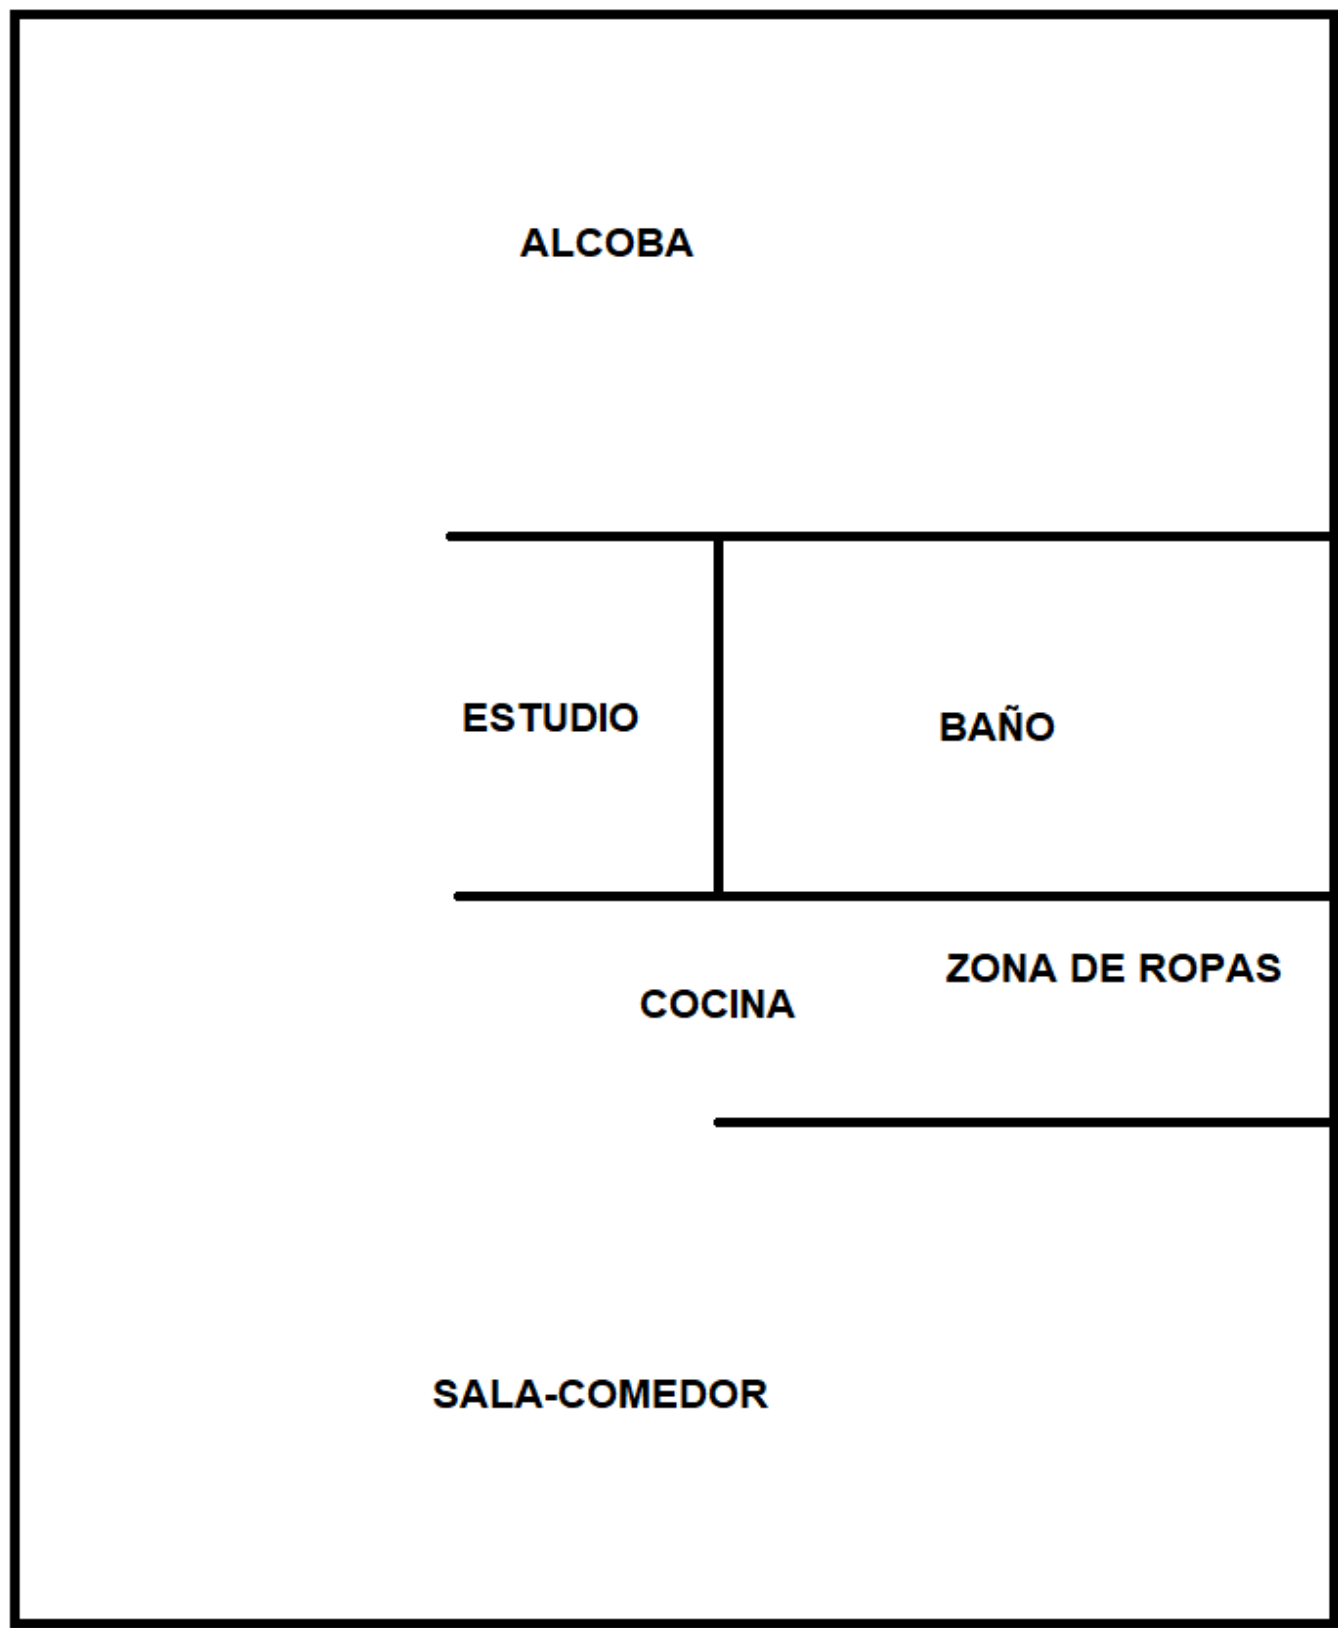 ALCOBA
ESTUDIO
BAÑO
ZONA DE ROPAS
COCINA
SALA-COMEDOR